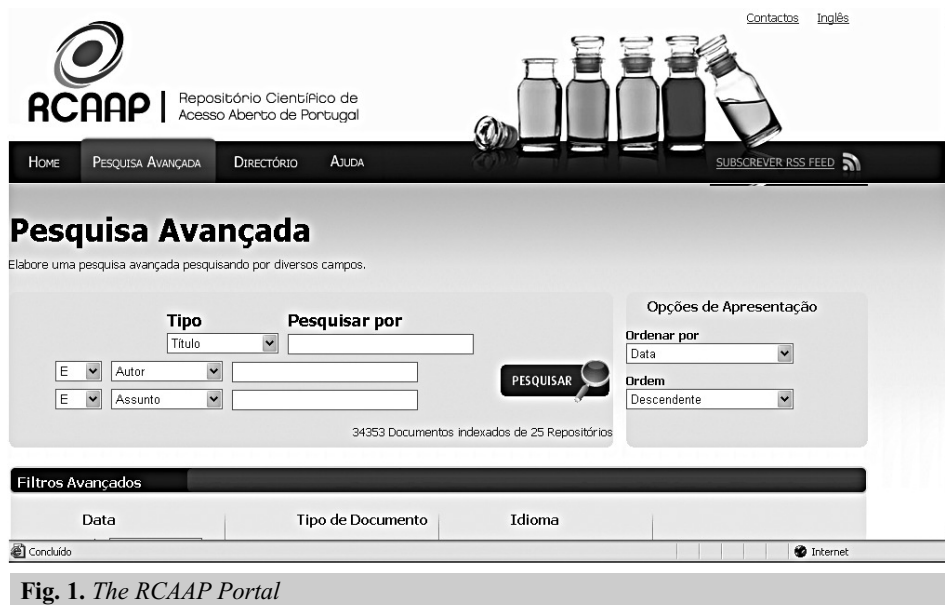 Contactos Inglês
RCAAP | Repositório Científico de
Acesso Aberto de Portugal
Home Pesquisa Avançada Directório Ajuda
SUBSCREVER RSS FEED
Pesquisa Avançada
Elabore uma pesquisa avançada pesquisando por diversos campos.
Tipo Pesquisar por
Título
E Autor
E Assunto
PESQUISAR
34353 Documentos indexados de 25 Repositórios
Opções de Apresentação
Ordenar por
Data
Ordem
Descendente
Filtros Avançados
Data Tipo de Documento Idioma
Concluído Internet
Fig. 1. The RCAAP Portal